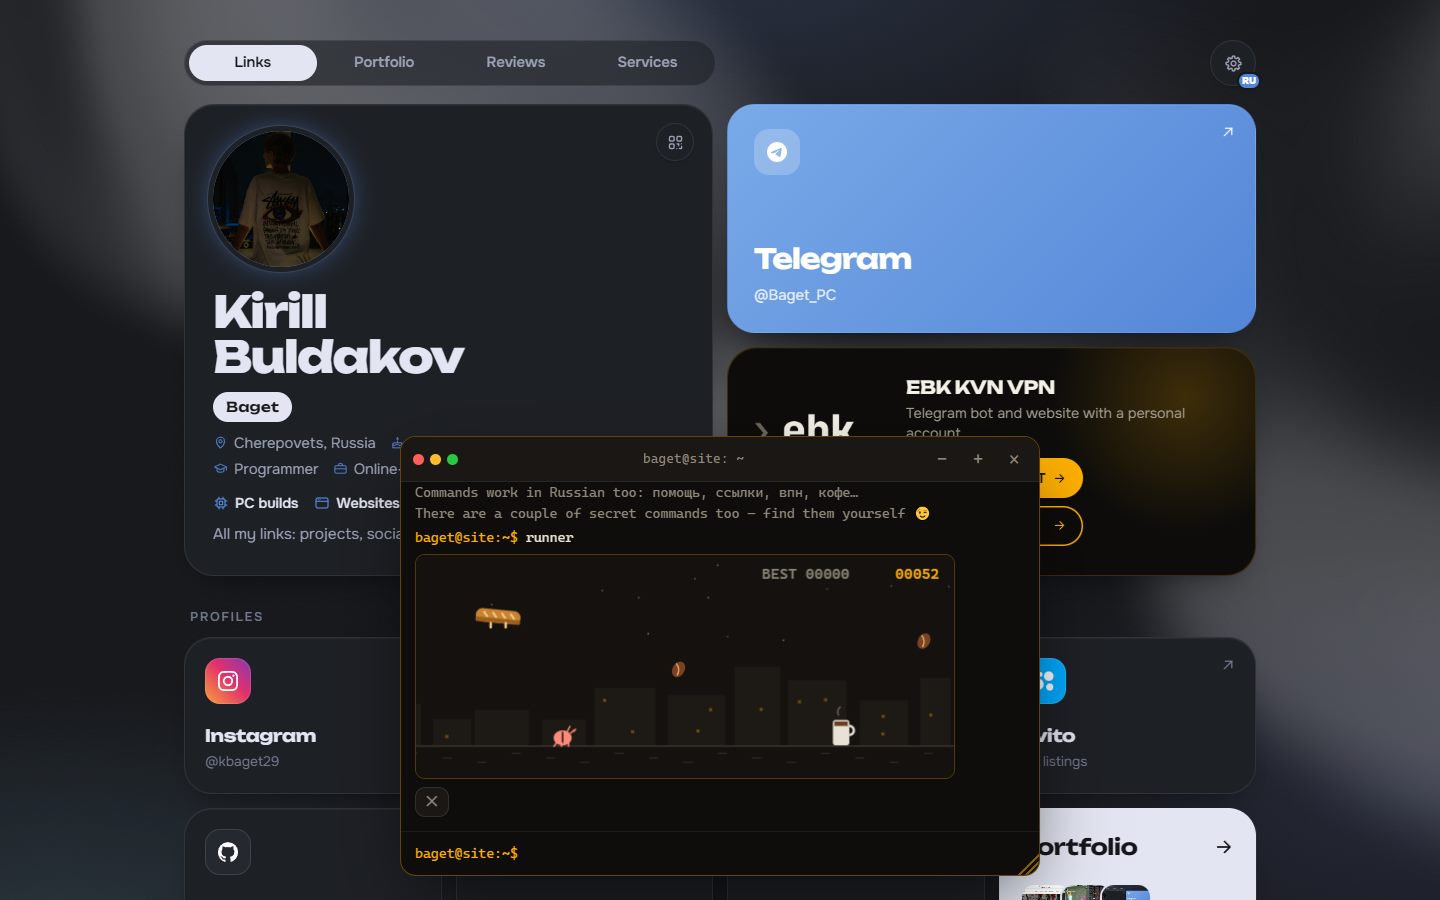 Links
Portfolio
Reviews
Services
RU
Kirill
Buldakov
Baget
Cherepovets, Russia
Programmer
Online-
PC builds
Websites
All my links: projects, socia
Telegram
@Baget_PC
EBK KVN VPN
Telegram bot and website with a personal
account
› ebk
T →
→
baget@site: ~
Commands work in Russian too: помощь, ссылки, впн, кофе…
There are a couple of secret commands too — find them yourself 😉
baget@site:~$ runner
BEST 00000
00052
baget@site:~$
PROFILES
Instagram
@kbaget29
vito
listings
ortfolio